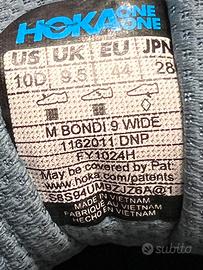 HOKA ONE ONE
US UK EU JPN
10D 9.5 44 28
M BONDI 9 WIDE
1162011 DNP
FY1024H
May be covered by Pat:
www.hoka.com/patents
MADE IN VIETNAM
FABRIQUÉ AU VIETNAM
HECHO EN VIETNAM
subito